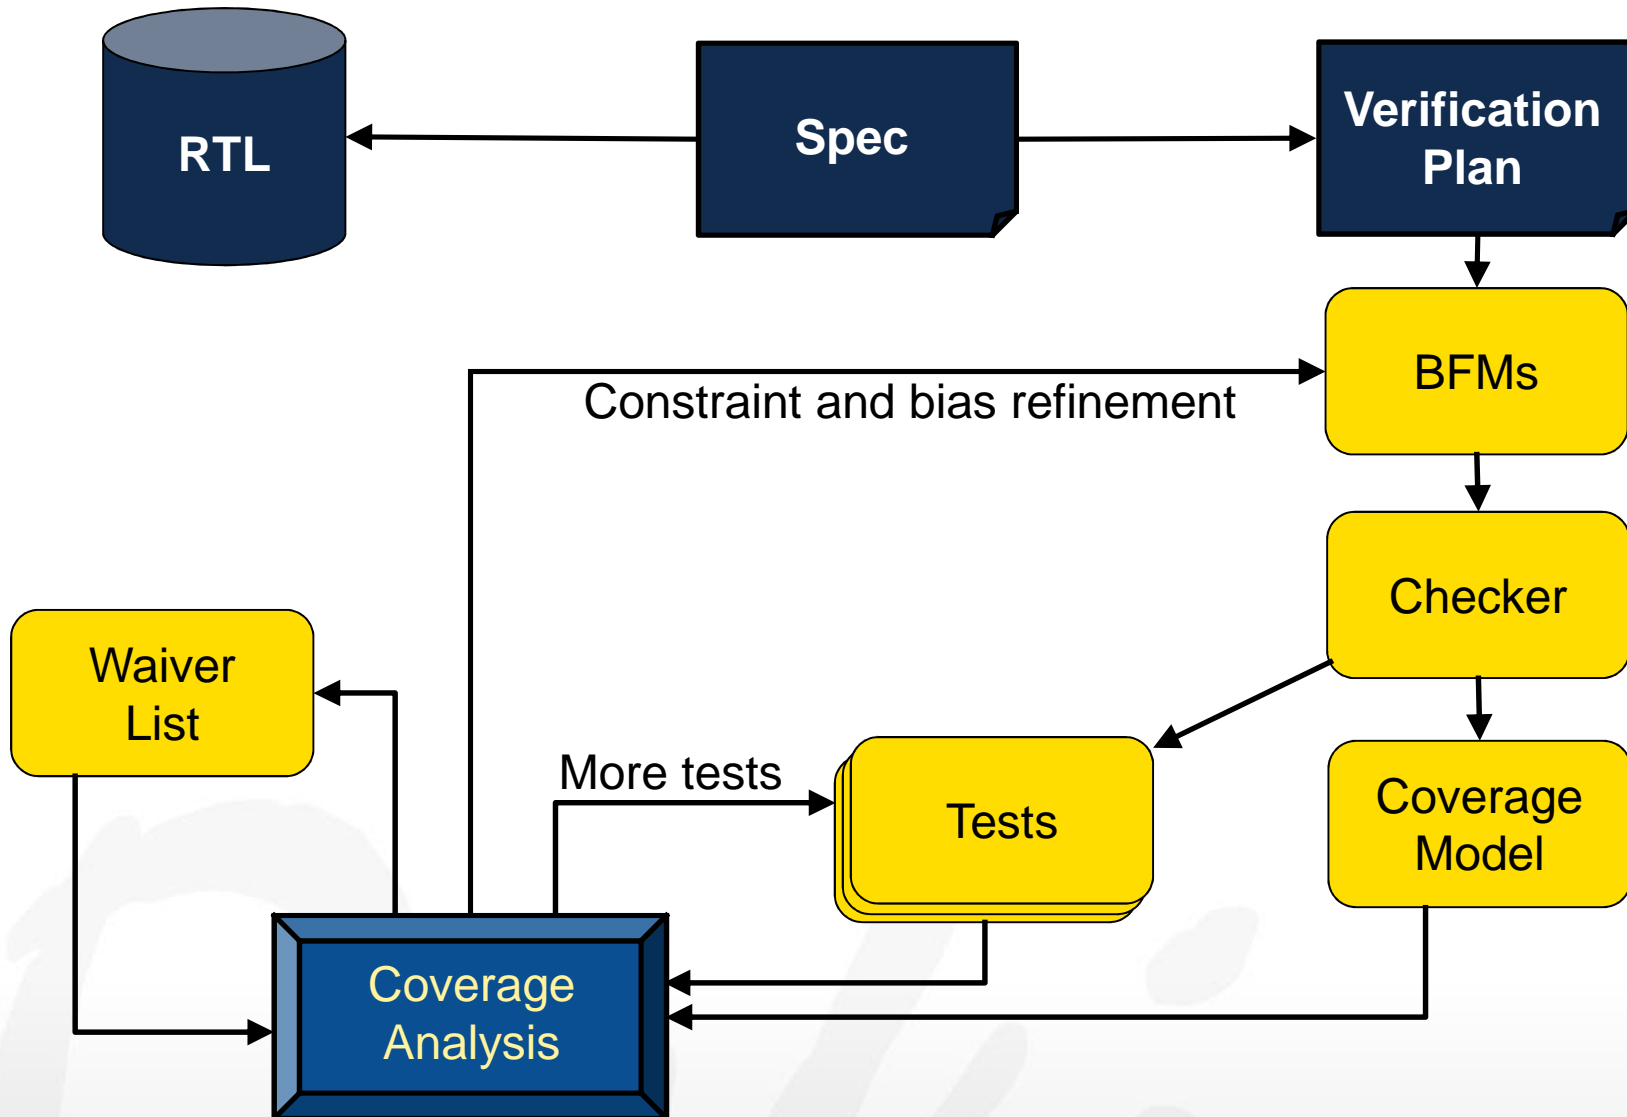 RTL
Spec
Verification
Plan
BFMs
Constraint and bias refinement
Checker
Waiver
List
More tests
Tests
Coverage
Model
Coverage
Analysis